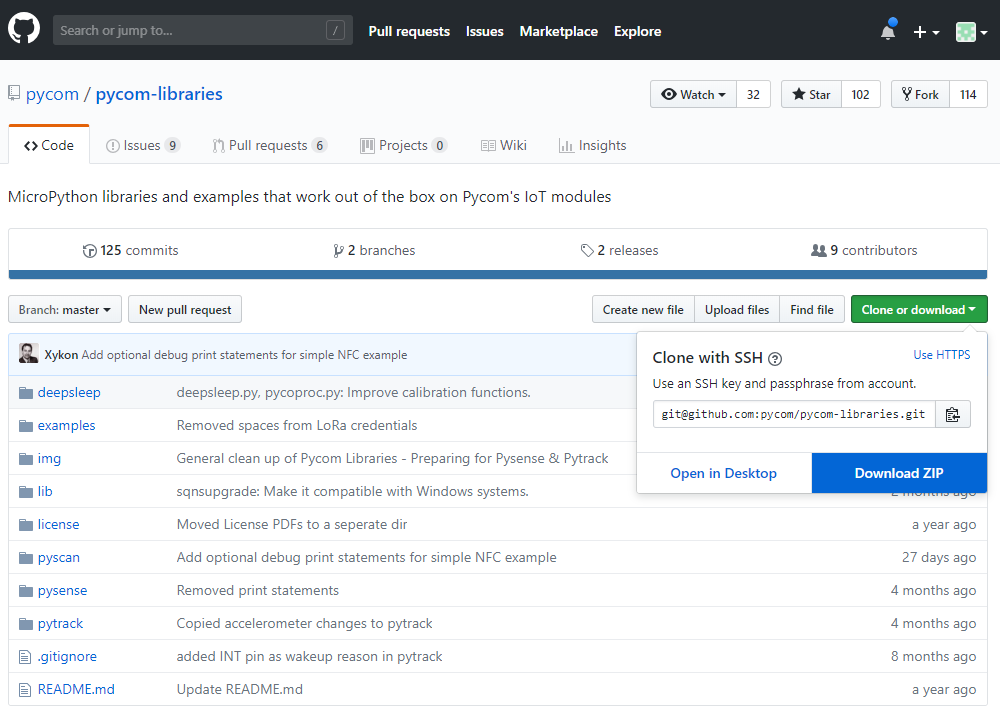 Search or jump to... / Pull requests Issues Marketplace Explore
pycom / pycom-libraries Watch 32 Star 102 Fork 114
Code Issues 9 Pull requests 6 Projects 0 Wiki Insights
MicroPython libraries and examples that work out of the box on Pycom's IoT modules
125 commits 2 branches 2 releases 9 contributors
Branch: master New pull request Create new file Upload files Find file Clone or download
Xykon Add optional debug print statements for simple NFC example
Clone with SSH ? Use HTTPS
Use an SSH key and passphrase from account.
git@github.com:pycom/pycom-libraries.git
Open in Desktop Download ZIP
deepsleep deepsleep.py, pycoproc.py: Improve calibration functions.
examples Removed spaces from LoRa credentials
img General clean up of Pycom Libraries - Preparing for Pysense & Pytrack
lib sqnsupgrade: Make it compatible with Windows systems. 2 months ago
license Moved License PDFs to a seperate dir a year ago
pyscan Add optional debug print statements for simple NFC example 27 days ago
pysense Removed print statements 4 months ago
pytrack Copied accelerometer changes to pytrack 4 months ago
.gitignore added INT pin as wakeup reason in pytrack 8 months ago
README.md Update README.md a year ago